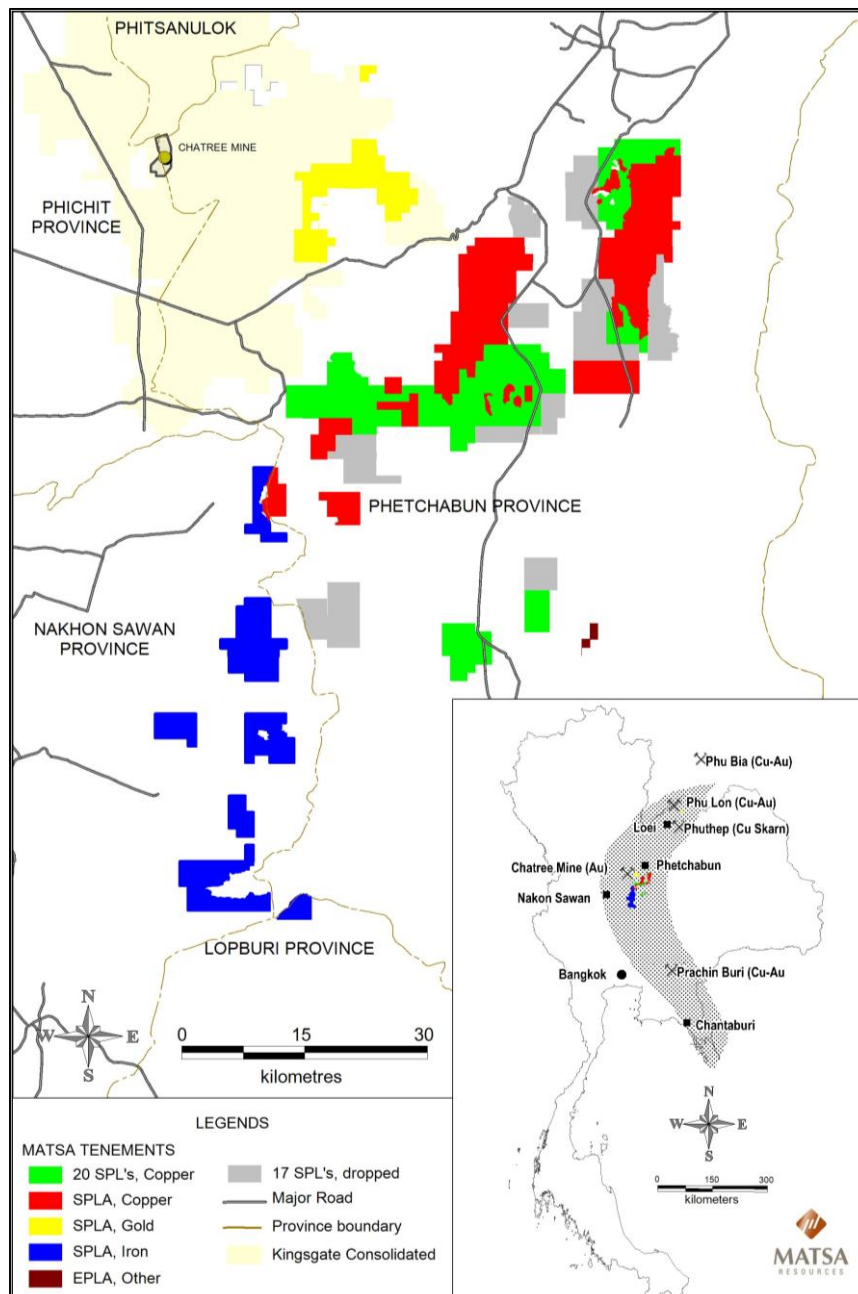 PHITSANULOK
CHATREE MINE
PHICHIT
PROVINCE
PHETCHABUN PROVINCE
NAKHON SAWAN
PROVINCE
LOPBURI PROVINCE
N
W E
S
0 15 30
kilometres
Phu Bia (Cu-Au)
Phu Lon (Cu-Au)
Loei
Phuthep (Cu Skarn)
Chatree Mine (Au)
Phetchabun
Nakon Sawan
Prachin Buri (Cu-Au
Bangkok
Chantaburi
N
W E
S
0 150 300
kilometers
MATSA
RESOURCES
LEGENDS
MATSA TENEMENTS
20 SPL's, Copper
SPLA, Copper
SPLA, Gold
SPLA, Iron
EPLA, Other
17 SPL's, dropped
Major Road
Province boundary
Kingsgate Consolidated